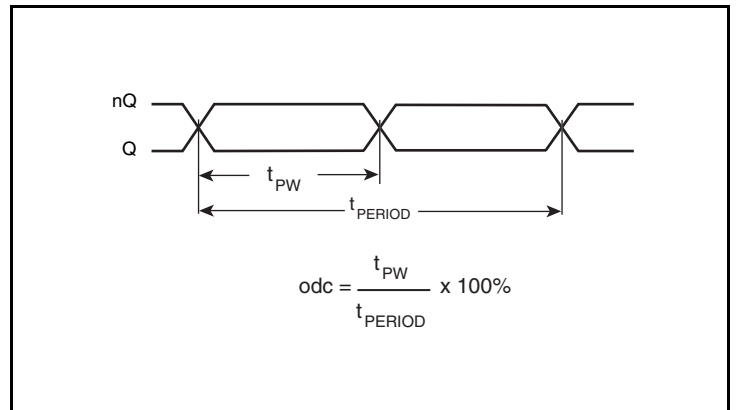 nQ
Q
tPW
tPERIOD
odc = tPW / tPERIOD x 100%